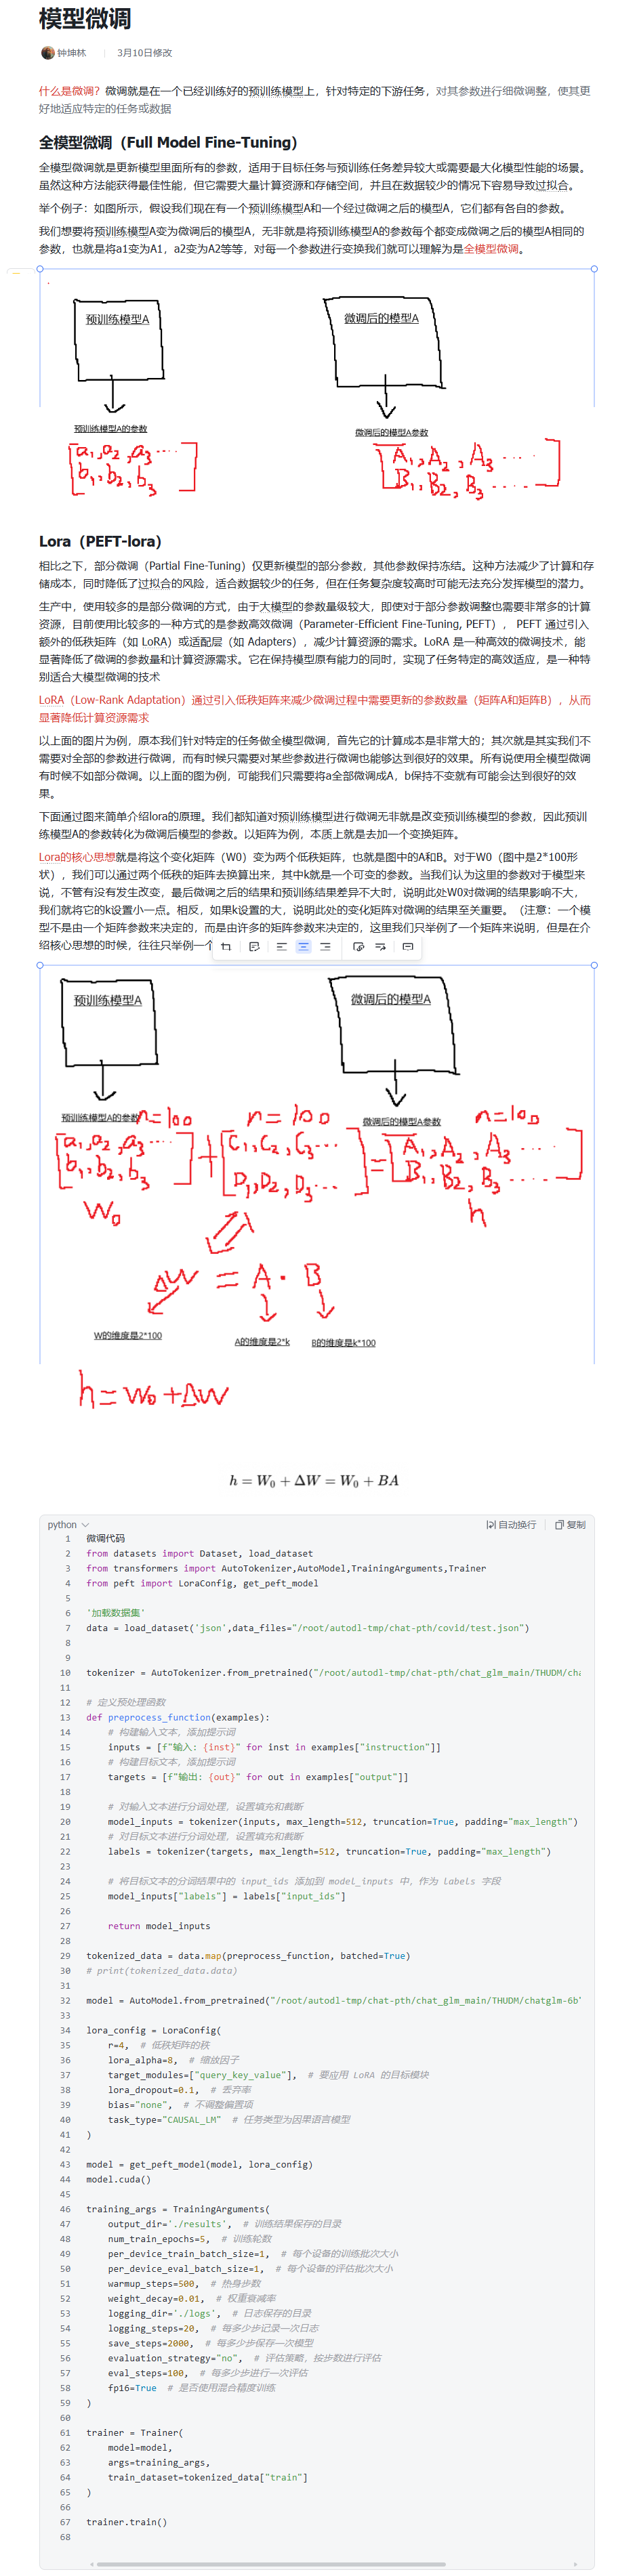 模型微调
钟坤林 3月10日修改
什么是微调？微调就是在一个已经训练好的预训练模型上，针对特定的下游任务，对其参数进行细微调整，使其更
好地适应特定的任务或数据
全模型微调（Full Model Fine-Tuning）
全模型微调就是更新模型里面所有的参数，适用于目标任务与预训练任务差异较大或需要最大化模型性能的场景。
虽然这种方法能获得最佳性能，但它需要大量计算资源和存储空间，并且在数据较少的情况下容易导致过拟合。
举个例子：如图所示，假设我们现在有一个预训练模型A和一个经过微调之后的模型A，它们都有各自的参数。
我们想要将预训练模型A变为微调后的模型A，无非就是将预训练模型A的参数每个都变成微调之后的模型A相同的
参数，也就是将a1变为A1，a2变为A2等等，对每一个参数进行变换我们就可以理解为是全模型微调。
预训练模型A
微调后的模型A
预训练模型A的参数
微调后的模型A参数
a1,a2,a3 ····
b1,b2,b3
A1,A2,A3 ····
B1,B2,B3 ····
Lora（PEFT-lora）
相比之下，部分微调（Partial Fine-Tuning）仅更新模型的部分参数，其他参数保持冻结。这种方法减少了计算和存
储成本，同时降低了过拟合的风险，适合数据较少的任务，但在任务复杂度较高时可能无法充分发挥模型的潜力。
生产中，使用较多的是部分微调的方式，由于大模型的参数量级较大，即使对于部分参数调整也需要非常多的计算
资源，目前使用比较多的一种方式的是参数高效微调（Parameter-Efficient Fine-Tuning, PEFT）， PEFT 通过引入
额外的低秩矩阵（如 LoRA）或适配层（如 Adapters），减少计算资源的需求。LoRA 是一种高效的微调技术，能
显著降低了微调的参数量和计算资源需求。它在保持模型原有能力的同时，实现了任务特定的高效适应，是一种特
别适合大模型微调的技术
LoRA（Low-Rank Adaptation）通过引入低秩矩阵来减少微调过程中需要更新的参数数量（矩阵A和矩阵B），从而
显著降低计算资源需求
以上面的图片为例，原本我们针对特定的任务做全模型微调，首先它的计算成本是非常大的；其次就是其实我们不
需要对全部的参数进行微调，而有时候只需要对某些参数进行微调也能够达到很好的效果。所有说使用全模型微调
有时候不如部分微调。以上面的图为例，可能我们只需要将a全部微调成A，b保持不变就有可能会达到很好的效
果。
下面通过图来简单介绍lora的原理。我们都知道对预训练模型进行微调无非就是改变预训练模型的参数，因此预训
练模型A的参数转化为微调后模型的参数。以矩阵为例，本质上就是去加一个变换矩阵。
Lora的核心思想就是将这个变化矩阵（W0）变为两个低秩矩阵，也就是图中的A和B。对于W0（图中是2*100形
状），我们可以通过两个低秩的矩去换算出来，其中k就是一个可变的参数。当我们认为这里的参数对于模型来
说，不管有没有发生改变，最后微调之后的结果和预训练结果差异不大时，说明此处W0对微调的结果影响不大，
我们就将它的k设置小一点。相反，如果k设置的大，说明此处的变化矩阵对微调的结果至关重要。（注意：一个模
型不是由一个矩阵参数来决定的，而是由许多的矩阵参数来决定的，这里我们只举例了一个矩阵来说明，但是在介
绍核心思想的时候，往往只举例一个
预训练模型A
微调后的模型A
预训练模型A的参数
微调后的模型A参数
n=100 n=100 n=100
a1,a2,a3 ···· + C1,C2,C3 ··· = A1,A2,A3 ····
b1,b2,b3 D1,D2,D3 ··· B1,B2,B3 ····
W0 h
ΔW = A · B
W的维度是2*100
A的维度是2*k
B的维度是k*100
h=W0+ΔW
h = W0 + ΔW = W0 + BA
python 自动换行 复制
1 微调代码
2 from datasets import Dataset, load_dataset
3 from transformers import AutoTokenizer,AutoModel,TrainingArguments,Trainer
4 from peft import LoraConfig, get_peft_model
5
6 '加载数据集'
7 data = load_dataset('json',data_files="/root/autodl-tmp/chat-pth/covid/test.json")
8
9
10 tokenizer = AutoTokenizer.from_pretrained("/root/autodl-tmp/chat-pth/chat_glm_main/THUDM/cha
11
12 # 定义预处理函数
13 def preprocess_function(examples):
14 # 构建输入文本，添加提示词
15 inputs = [f"输入: {inst}" for inst in examples["instruction"]]
16 # 构建目标文本，添加提示词
17 targets = [f"输出: {out}" for out in examples["output"]]
18
19 # 对输入文本进行分词处理，设置填充和截断
20 model_inputs = tokenizer(inputs, max_length=512, truncation=True, padding="max_length")
21 # 对目标文本进行分词处理，设置填充和截断
22 labels = tokenizer(targets, max_length=512, truncation=True, padding="max_length")
23
24 # 将目标文本的分词结果中的 input_ids 添加到 model_inputs 中，作为 labels 字段
25 model_inputs["labels"] = labels["input_ids"]
26
27 return model_inputs
28
29 tokenized_data = data.map(preprocess_function, batched=True)
30 # print(tokenized_data.data)
31
32 model = AutoModel.from_pretrained("/root/autodl-tmp/chat-pth/chat_glm_main/THUDM/chatglm-6b"
33
34 lora_config = LoraConfig(
35 r=4, # 低秩矩阵的秩
36 lora_alpha=8, # 缩放因子
37 target_modules=["query_key_value"], # 要应用 LoRA 的目标模块
38 lora_dropout=0.1, # 丢弃率
39 bias="none", # 不调整偏置项
40 task_type="CAUSAL_LM" # 任务类型为因果语言模型
41 )
42
43 model = get_peft_model(model, lora_config)
44 model.cuda()
45
46 training_args = TrainingArguments(
47 output_dir='./results', # 训练结果保存的目录
48 num_train_epochs=5, # 训练轮数
49 per_device_train_batch_size=1, # 每个设备的训练批次大小
50 per_device_eval_batch_size=1, # 每个设备的评估批次大小
51 warmup_steps=500, # 热身步数
52 weight_decay=0.01, # 权重衰减率
53 logging_dir='./logs', # 日志保存的目录
54 logging_steps=20, # 每多少步记录一次日志
55 save_steps=2000, # 每多少步保存一次模型
56 evaluation_strategy="no", # 评估策略，按步数进行评估
57 eval_steps=100, # 每多少步进行一次评估
58 fp16=True # 是否使用混合精度训练
59 )
60
61 trainer = Trainer(
62 model=model,
63 args=training_args,
64 train_dataset=tokenized_data["train"]
65 )
66
67 trainer.train()
68